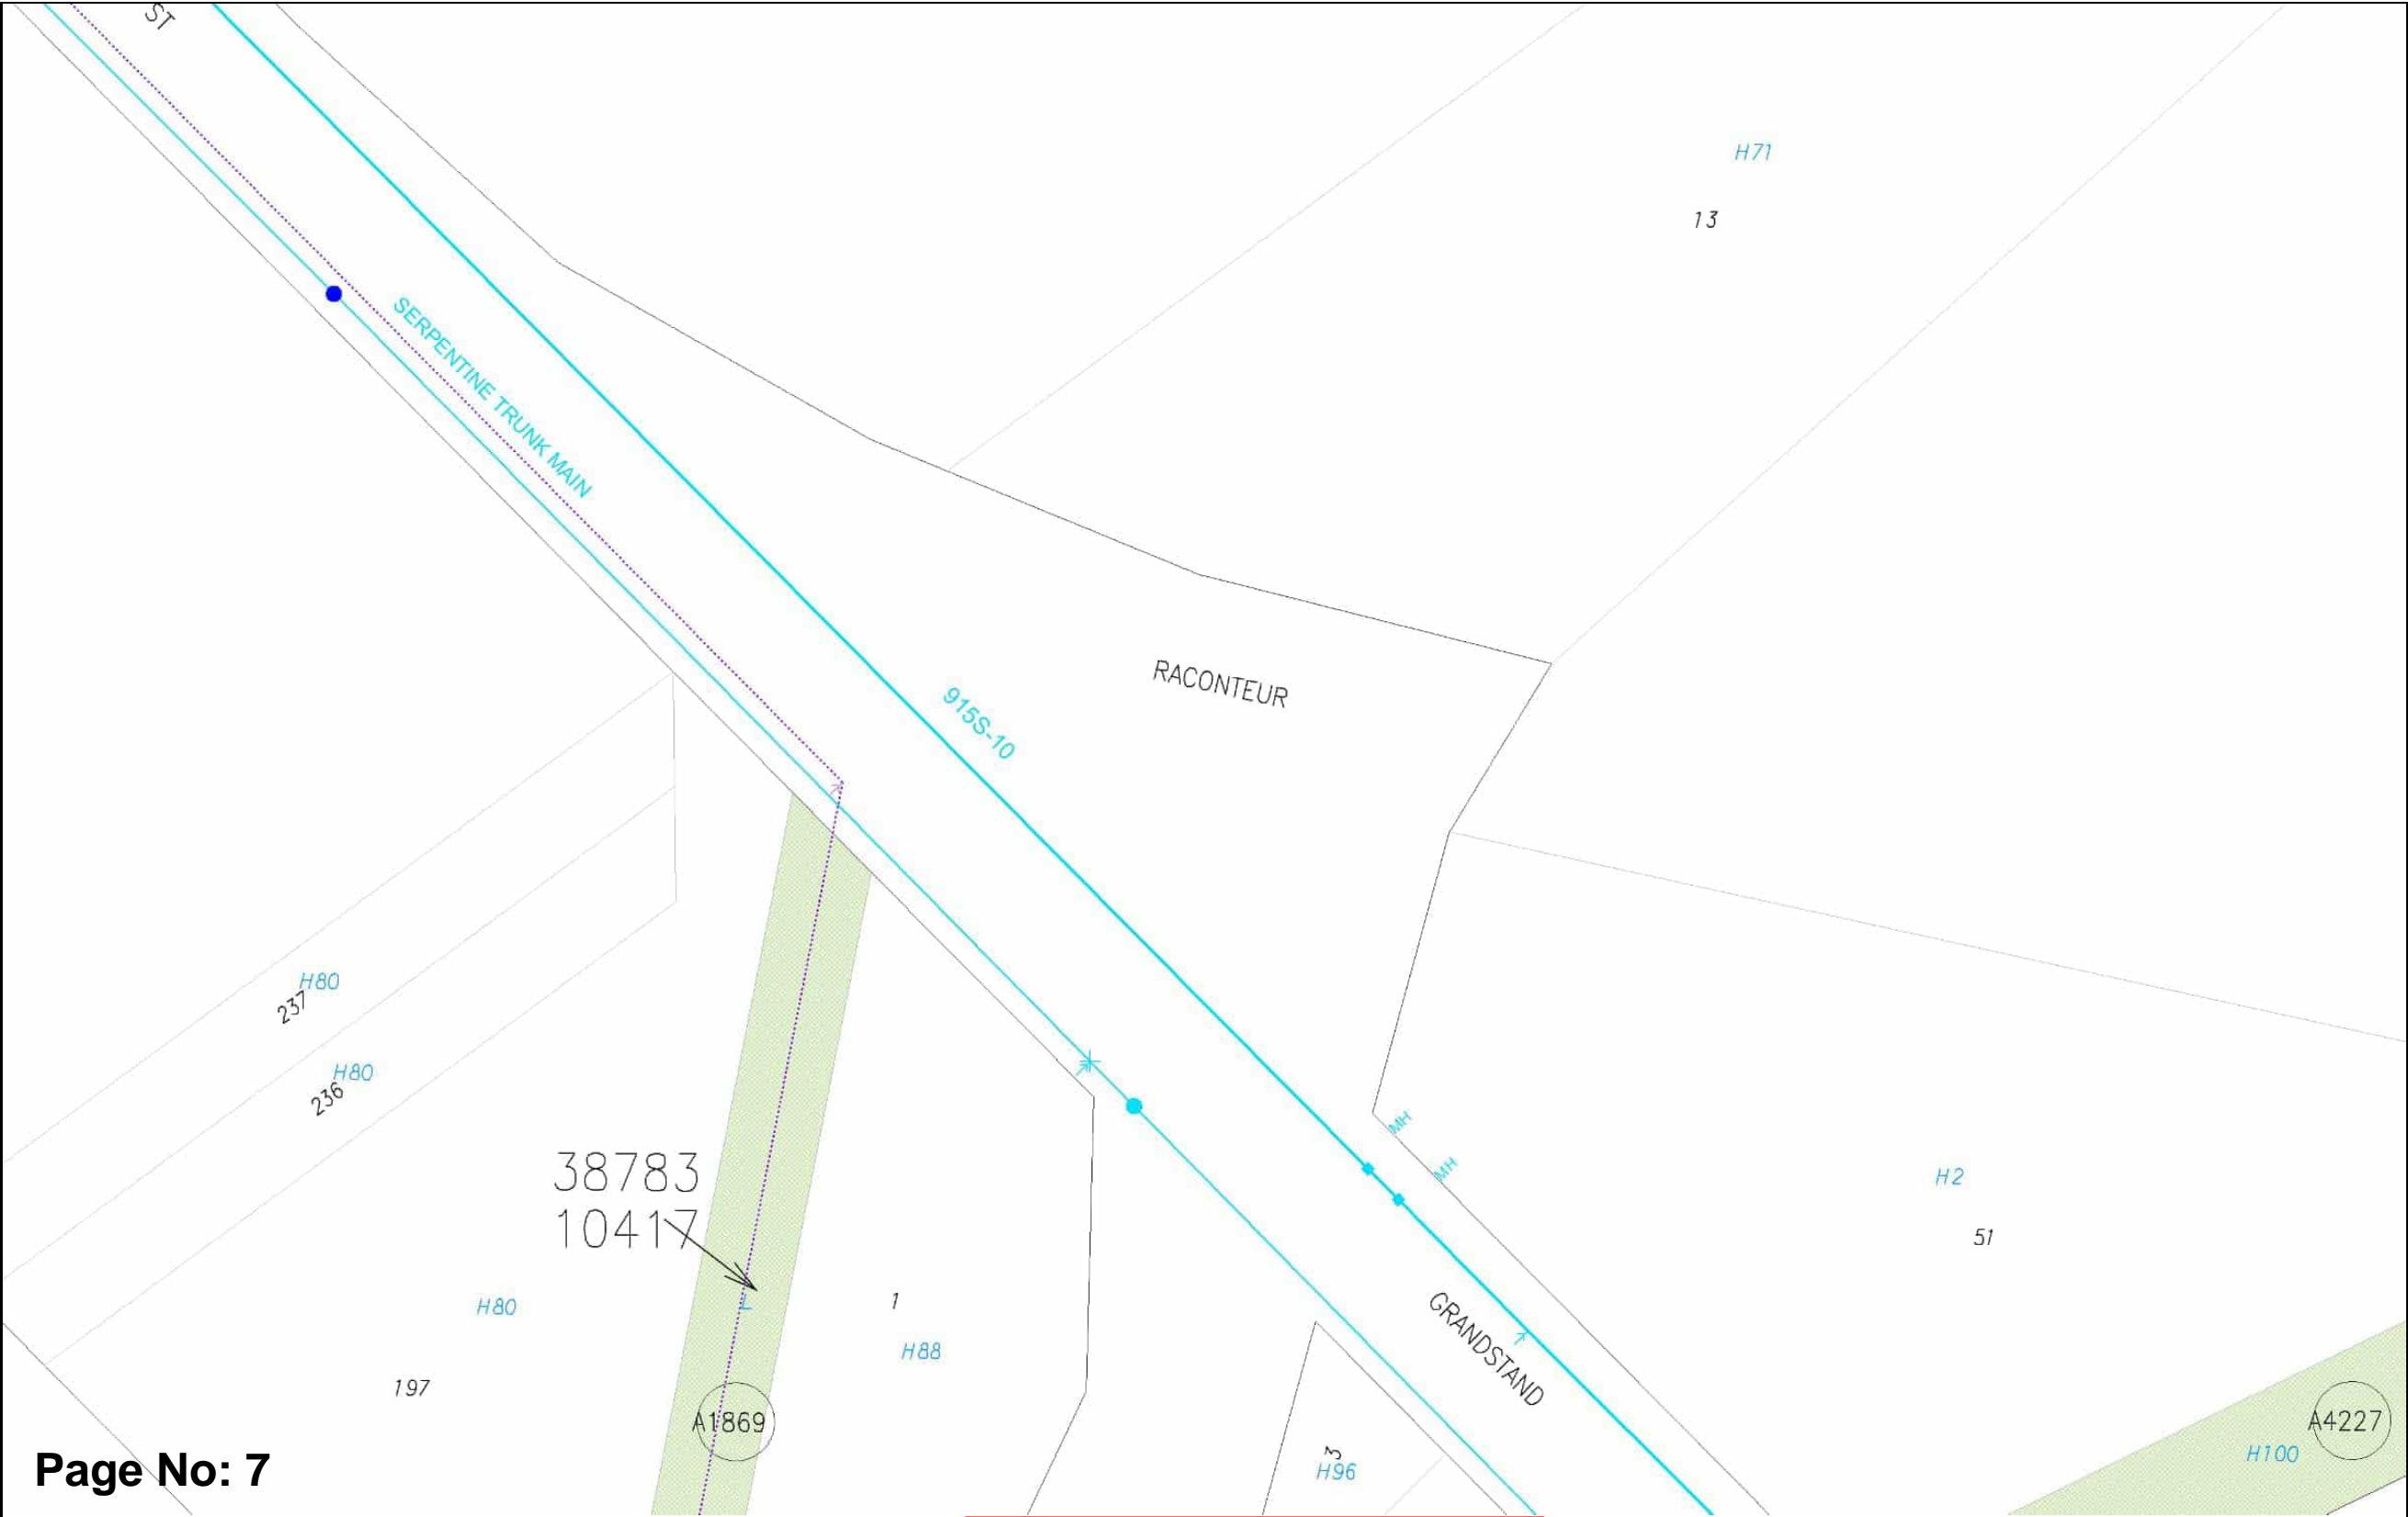 ST
H71
13
SERPENTINE TRUNK MAIN
RACONTEUR
915S-10
H80
237
H80
236
MH
MH
38783
10417
H2
51
L
1
H80
H88
GRANDSTAND
197
A1869
A4227
3
H96
H100
Page No: 7